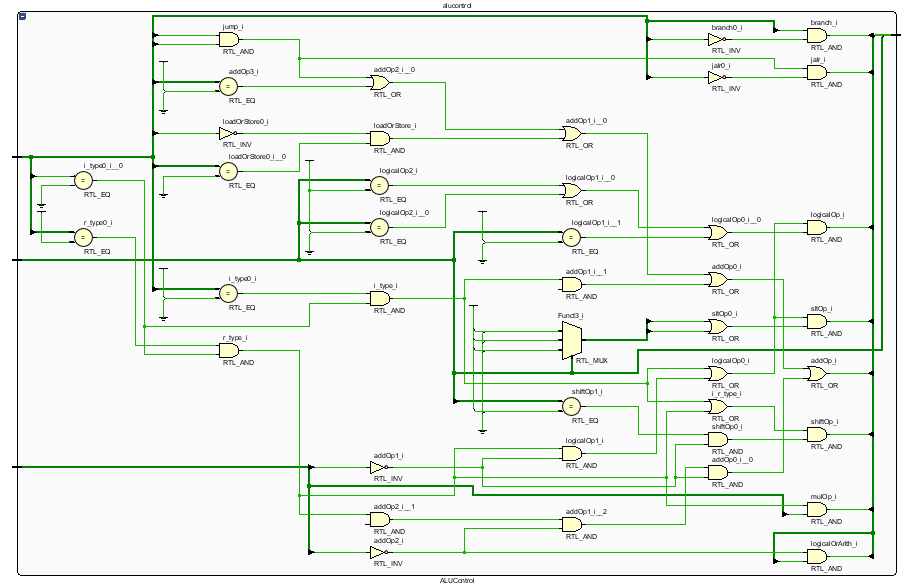 alucontrol
jump_i
RTL_AND
branch0_i
RTL_INV
branch_i
RTL_AND
addOp3_i
RTL_EQ
addOp2_i__0
RTL_OR
jalr0_i
RTL_INV
jalr_i
RTL_AND
loadOrStore0_i
RTL_INV
loadOrStore_i
RTL_AND
addOp1_i__0
RTL_OR
i_type0_i__0
RTL_EQ
loadOrStore0_i__0
RTL_EQ
logicalOp2_i
RTL_EQ
logicalOp1_i__0
RTL_OR
r_type0_i
RTL_EQ
logicalOp2_i__0
RTL_EQ
logicalOp1_i__1
RTL_EQ
logicalOp0_i__0
RTL_OR
logicalOp_i
RTL_AND
i_type0_i
RTL_EQ
i_type_i
RTL_AND
addOp1_i__1
RTL_AND
addOp0_i
RTL_OR
Funct3_i
RTL_MUX
sltOp0_i
RTL_OR
sltOp_i
RTL_AND
r_type_i
RTL_AND
logicalOp0_i
RTL_OR
addOp_i
RTL_OR
shiftOp1_i
RTL_EQ
i_r_type_i
RTL_OR
shiftOp0_i
RTL_AND
shiftOp_i
RTL_AND
addOp1_i
RTL_INV
logicalOp1_i
RTL_AND
addOp0_i__0
RTL_AND
addOp2_i__1
RTL_AND
addOp1_i__2
RTL_AND
mulOp_i
RTL_AND
addOp2_i
RTL_INV
logicalOrArith_i
RTL_AND
ALUControl